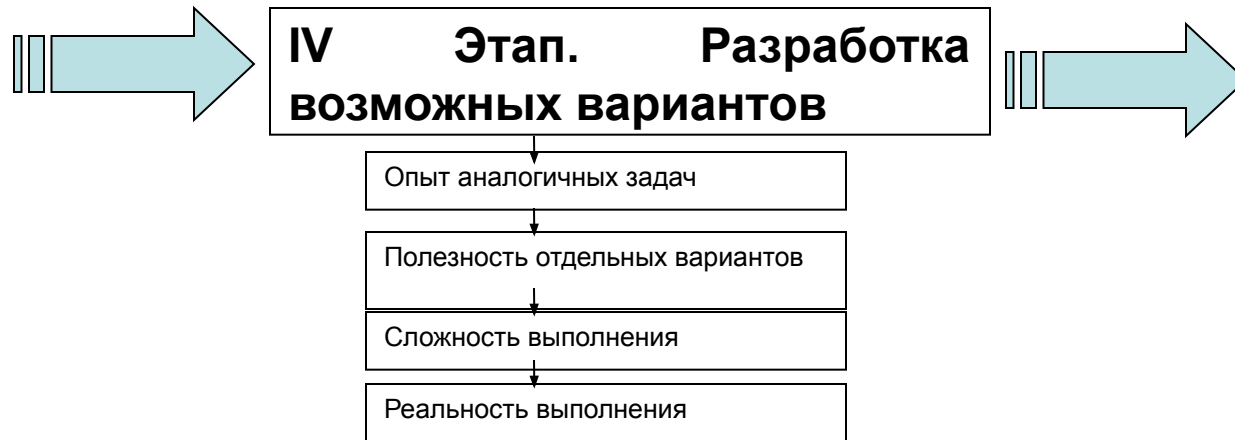 IV Этап. Разработка
возможных вариантов
Опыт аналогичных задач
Полезность отдельных вариантов
Сложность выполнения
Реальность выполнения